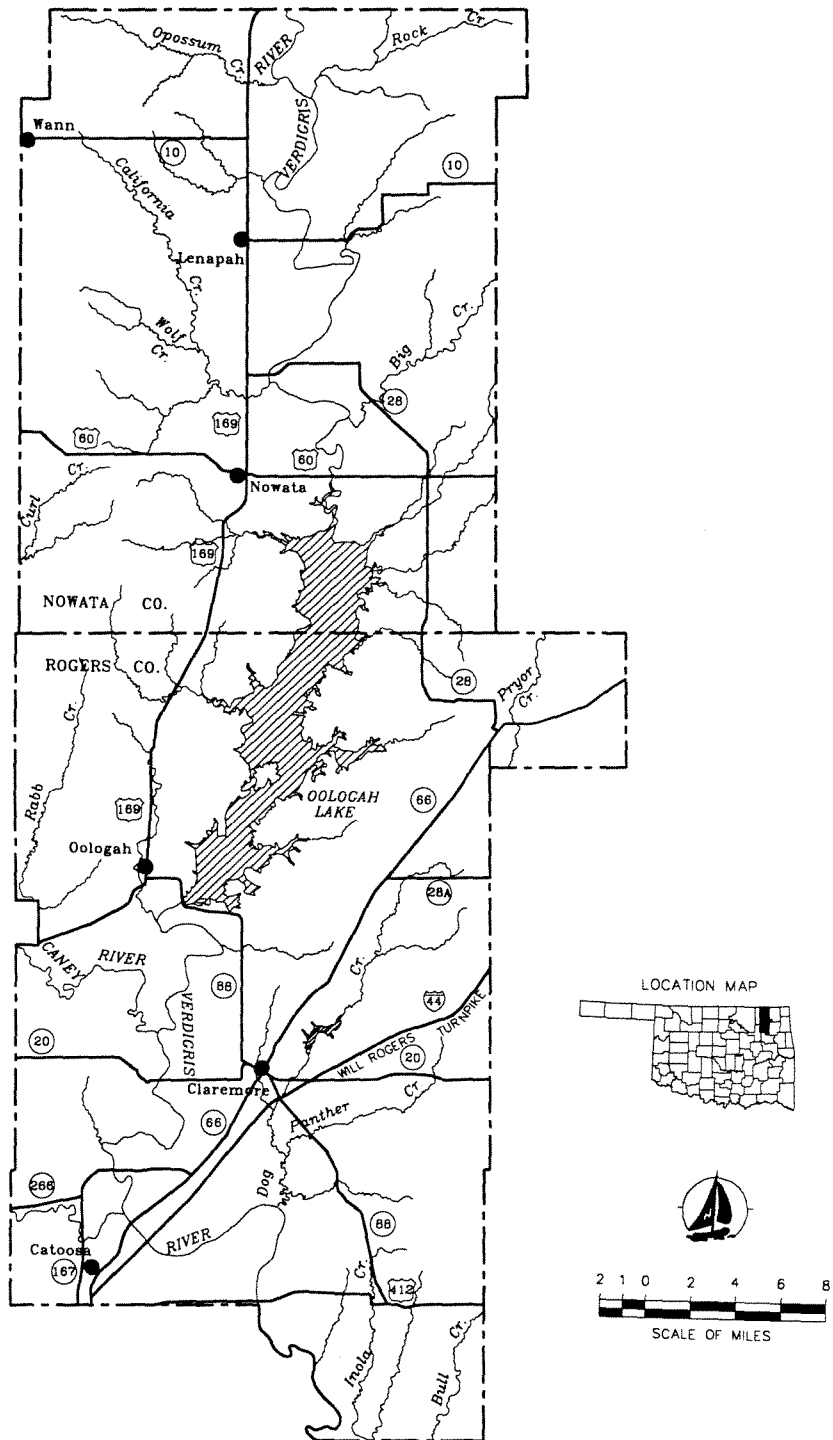 Opossum
Cr.
RIVER
Rock
Cr.
VERDIGRIS
Wann
10
10
California
Cr.
Lenapah
Wolf
Cr.
Big
Cr.
28
169
60
60
Nowata
Curl
Cr.
169
NOWATA CO.
ROGERS CO.
28
Pryor
Cr.
Rabb
Cr.
169
OOLOGAH
LAKE
66
Oologah
28A
CANEY RIVER
88
VERDIGRIS
Cr.
44
WILL ROGERS TURNPIKE
20
20
Claremore
66
Panther
Cr.
Dog
266
RIVER
88
Catoosa
167
412
Inola
Cr.
Bull
Cr.
LOCATION MAP
N
2 1 0 2 4 6 8
SCALE OF MILES